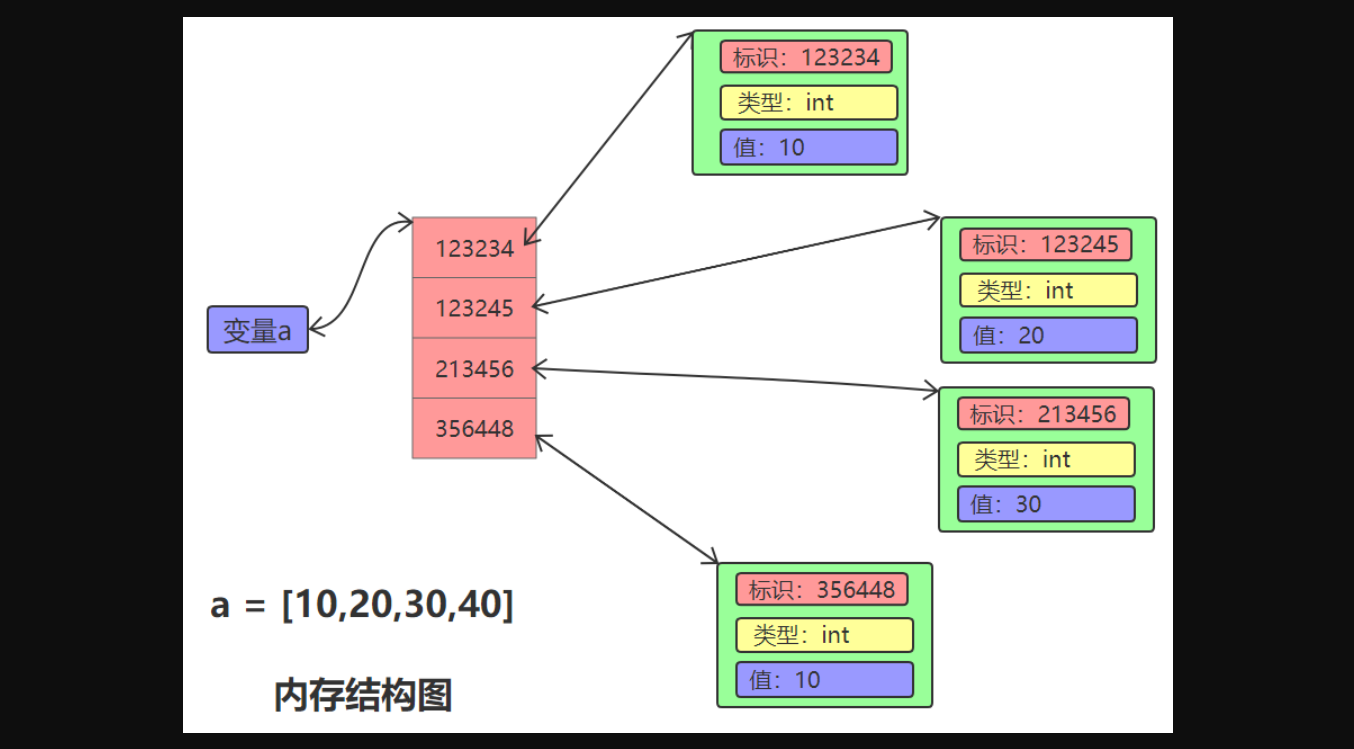 标识：123234
类型：int
值：10
变量a
123234
123245
213456
356448
标识：123245
类型：int
值：20
标识：213456
类型：int
值：30
标识：356448
类型：int
值：10
a = [10,20,30,40]
内存结构图